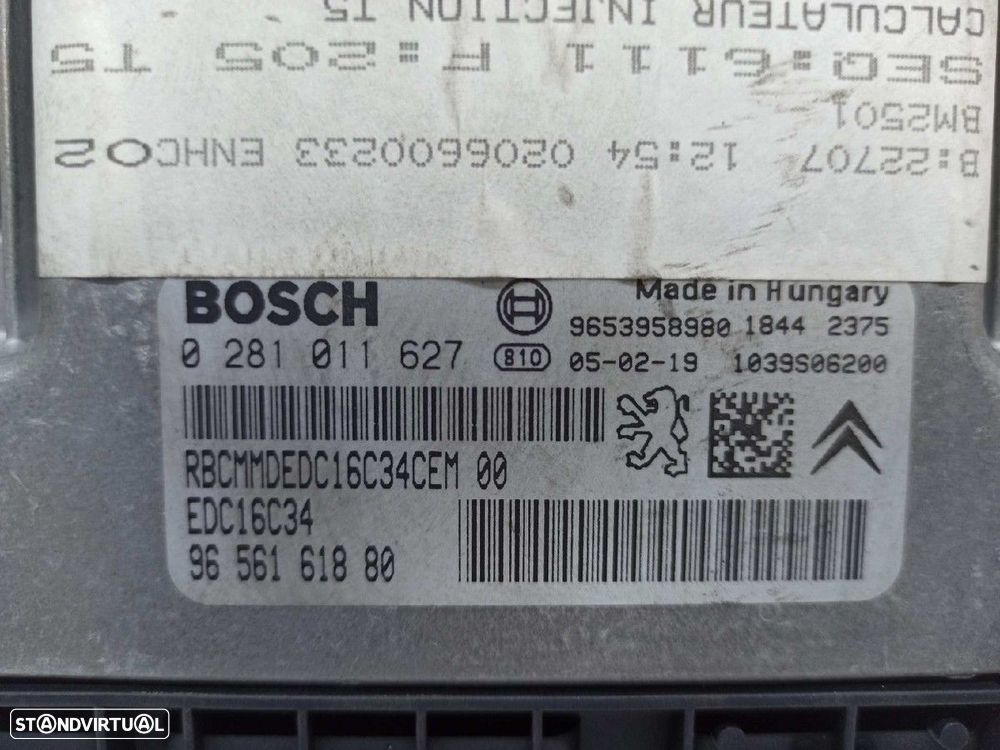 B:22707 12:54 0206600233 ENHC02
BM2501
SEQ:6111 F:205 T5
CALCULATEUR INJECTION T5
BOSCH
Made in Hungary
9653958980 1844 2375
0 281 011 627 B10 05-02-19 1039S06200
RBCMMDEDC16C34CEM 00
EDC16C34
96 561 618 80
STANDVIRTUAL